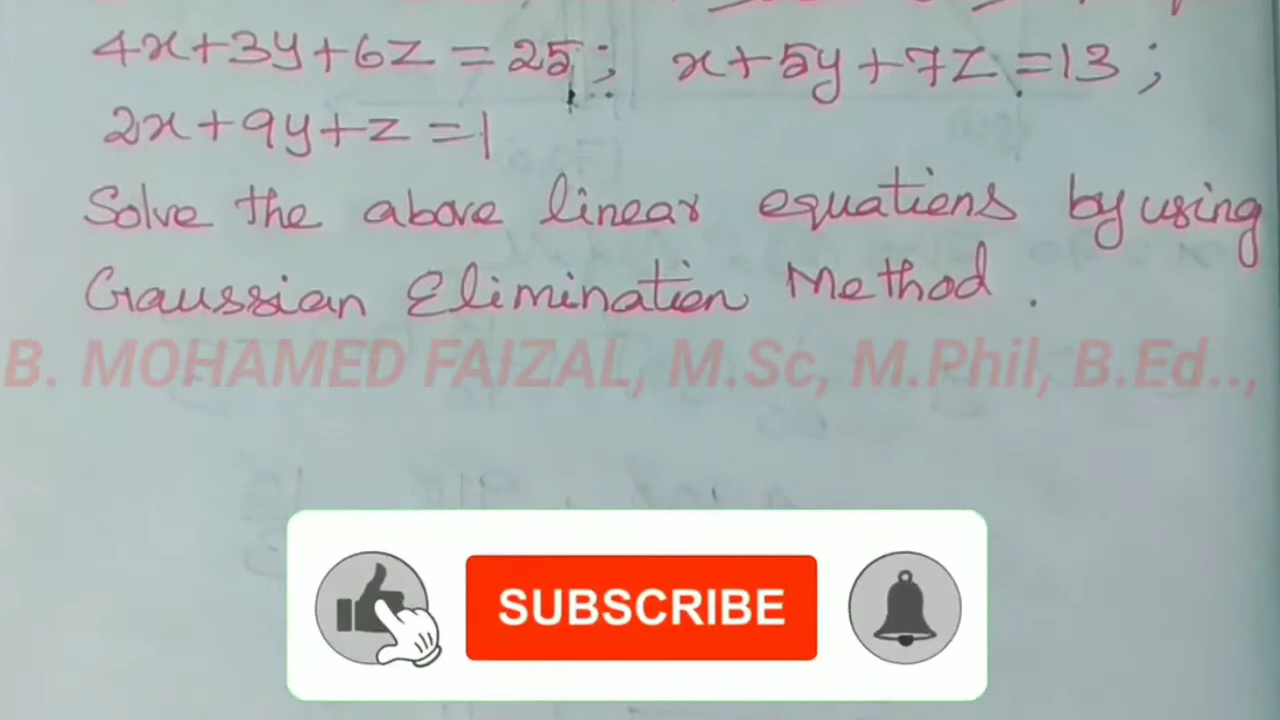 4x+3y+6z=25; x+5y+7z=13;
2x+9y+z=1
Solve the above linear equations by using
Gaussian Elimination Method.
B. MOHAMED FAIZAL, M.Sc, M.Phil, B.Ed..,
SUBSCRIBE